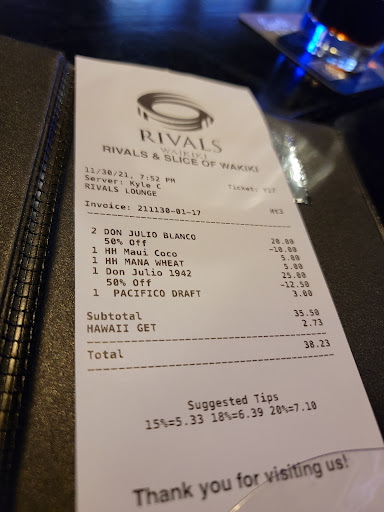 RIVALS
WAIKIKI
RIVALS & SLICE OF WAKIKI
11/30/21, 7:52 PM
Server: Kyle C Ticket: Y17
RIVALS LOUNGE
Invoice: 211130-01-17
2 DON JULIO BLANCO 20.00
50% Off -10.00
1 HH Maui Coco 5.00
1 HH MANA WHEAT 5.00
1 Don Julio 1942 25.00
50% Off -12.50
1 PACIFICO DRAFT 3.00
Subtotal 35.50
HAWAII GET 2.73
Total 38.23
Suggested Tips
15%=5.33 18%=6.39 20%=7.10
Thank you for visiting us!